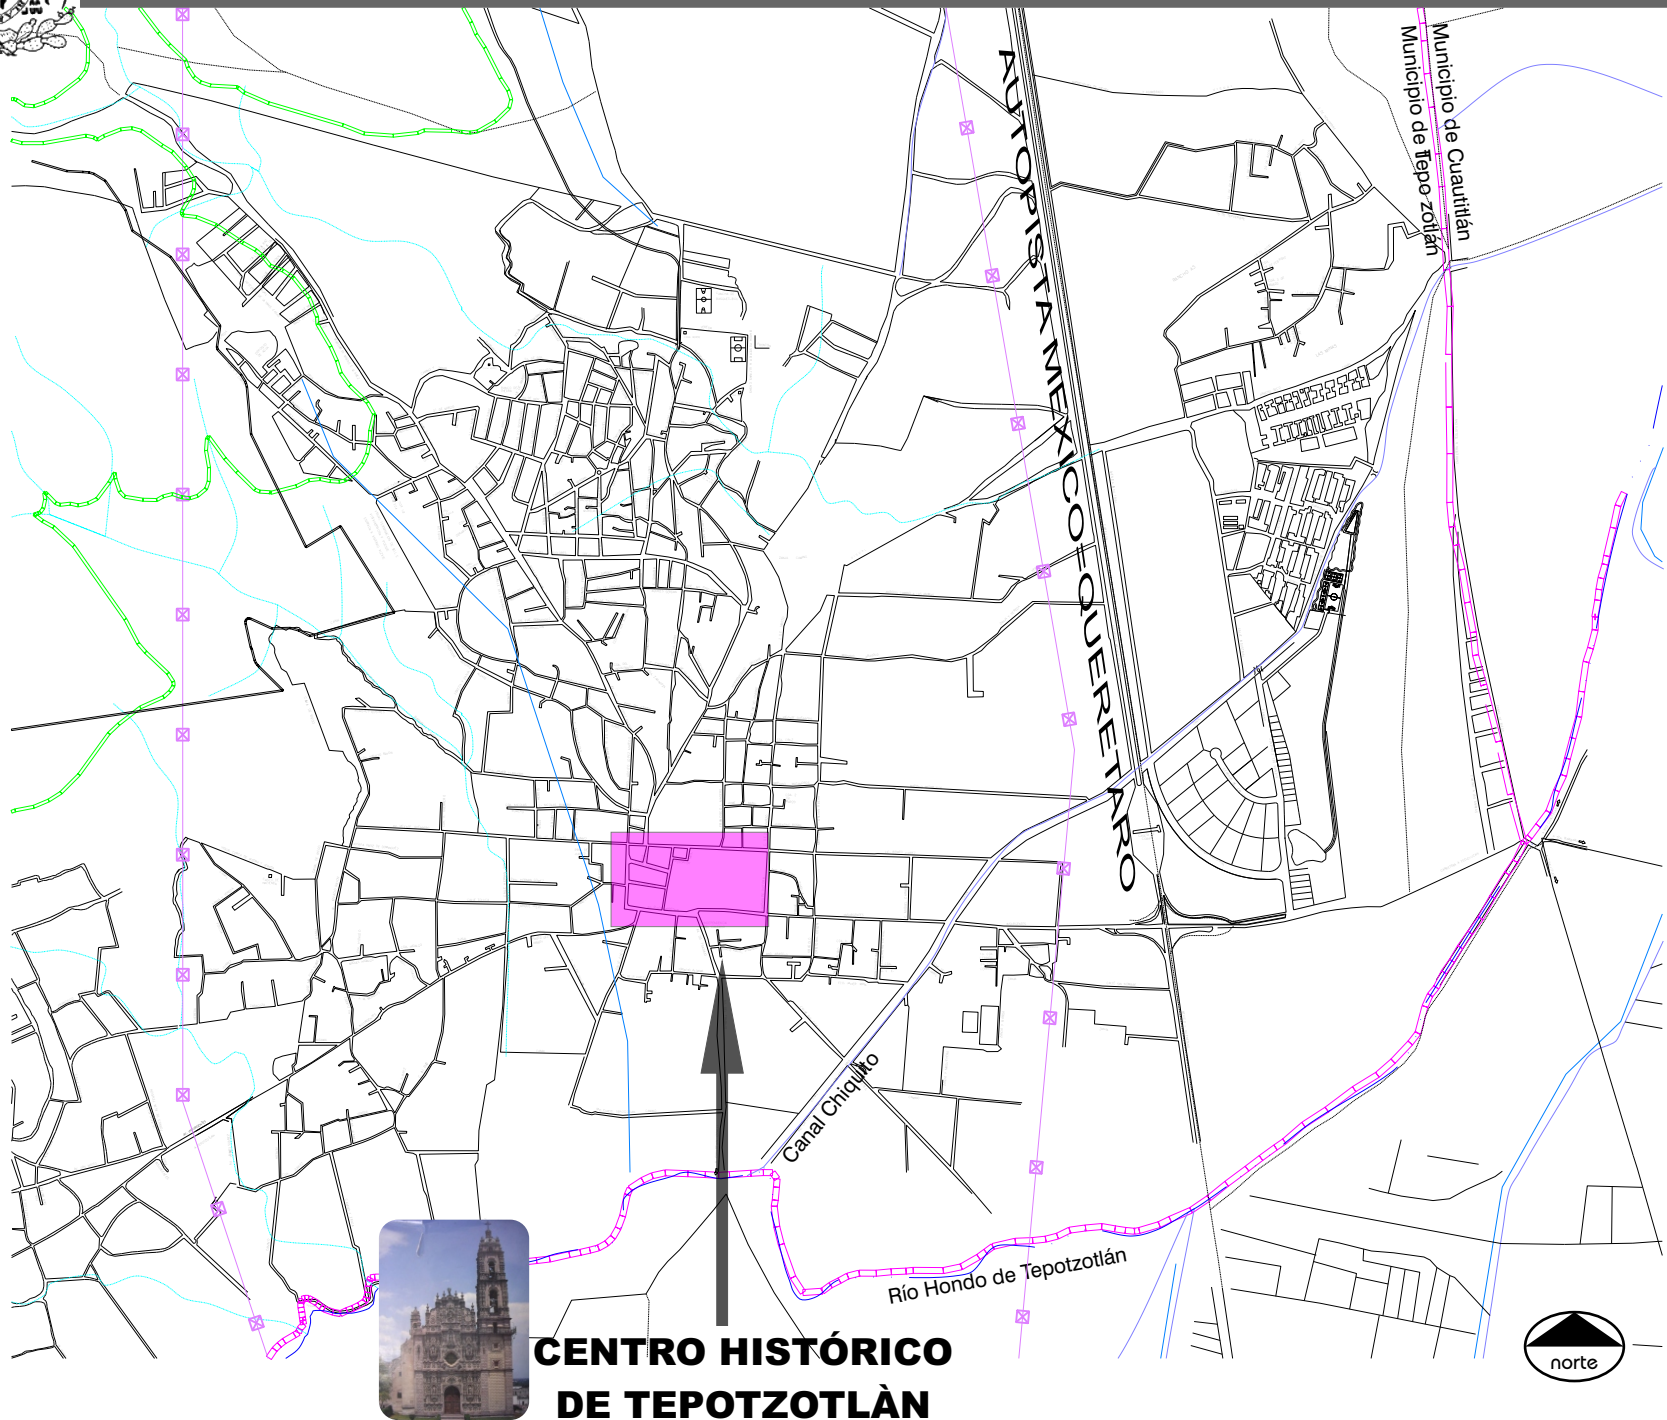 AUTOPISTA MEXICO=QUERETARO
Municipio de Cuautitlán
Municipio de Tepo zotlán
Canal Chiquito
Río Hondo de Tepotzotlán
CENTRO HISTÓRICO
DE TEPOTZOTLÀN
norte